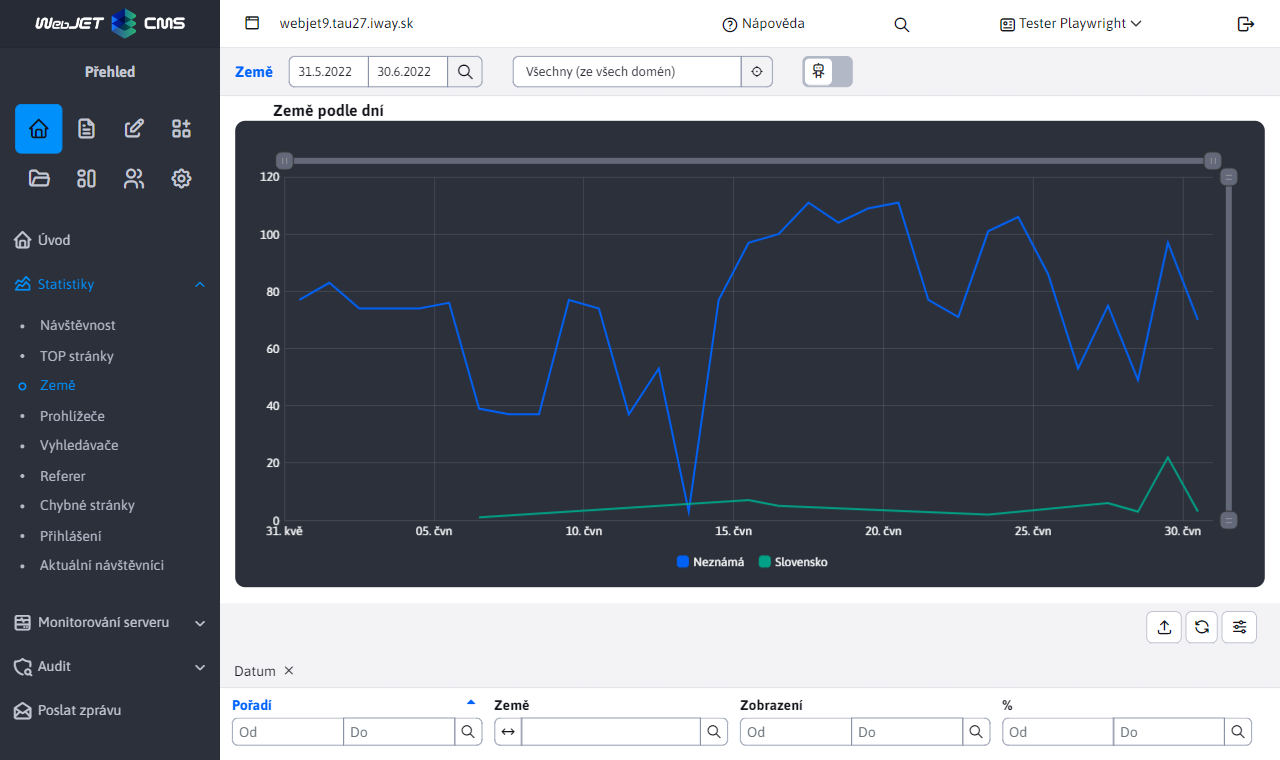 WebJET CMS
webjet9.tau27.iway.sk
Nápověda
Tester Playwright
Přehled
Země
31.5.2022
30.6.2022
Všechny (ze všech domén)
Úvod
Statistiky
Návštěvnost
TOP stránky
Země
Prohlížeče
Vyhledávače
Referer
Chybné stránky
Přihlášení
Aktuální návštěvníci
Monitorování serveru
Audit
Poslat zprávu
Země podle dní
120
100
80
60
40
20
0
31. kvě 05. čvn 10. čvn 15. čvn 20. čvn 25. čvn 30. čvn
Neznámá Slovensko
Datum
Pořadí Země Zobrazení %
Od Do Od Do Od Do